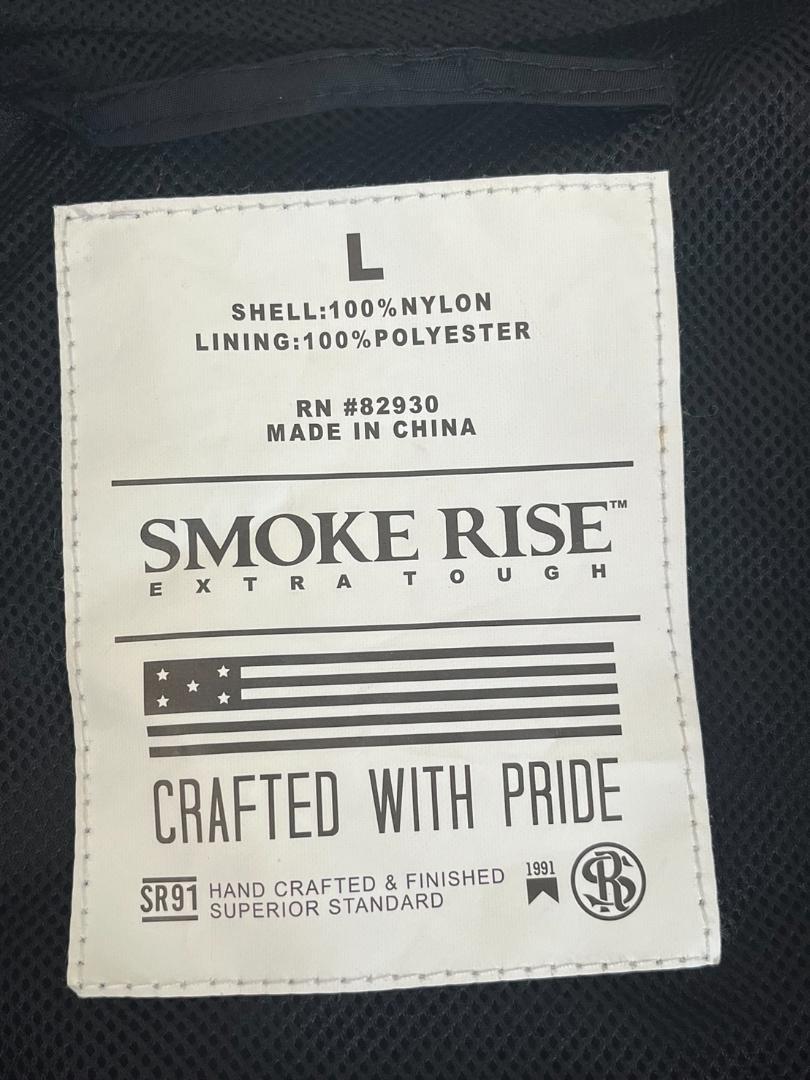 L
SHELL:100%NYLON
LINING:100%POLYESTER
RN #82930
MADE IN CHINA
SMOKE RISE™
EXTRA TOUGH
CRAFTED WITH PRIDE
SR91
HAND CRAFTED & FINISHED
SUPERIOR STANDARD
1991
SR